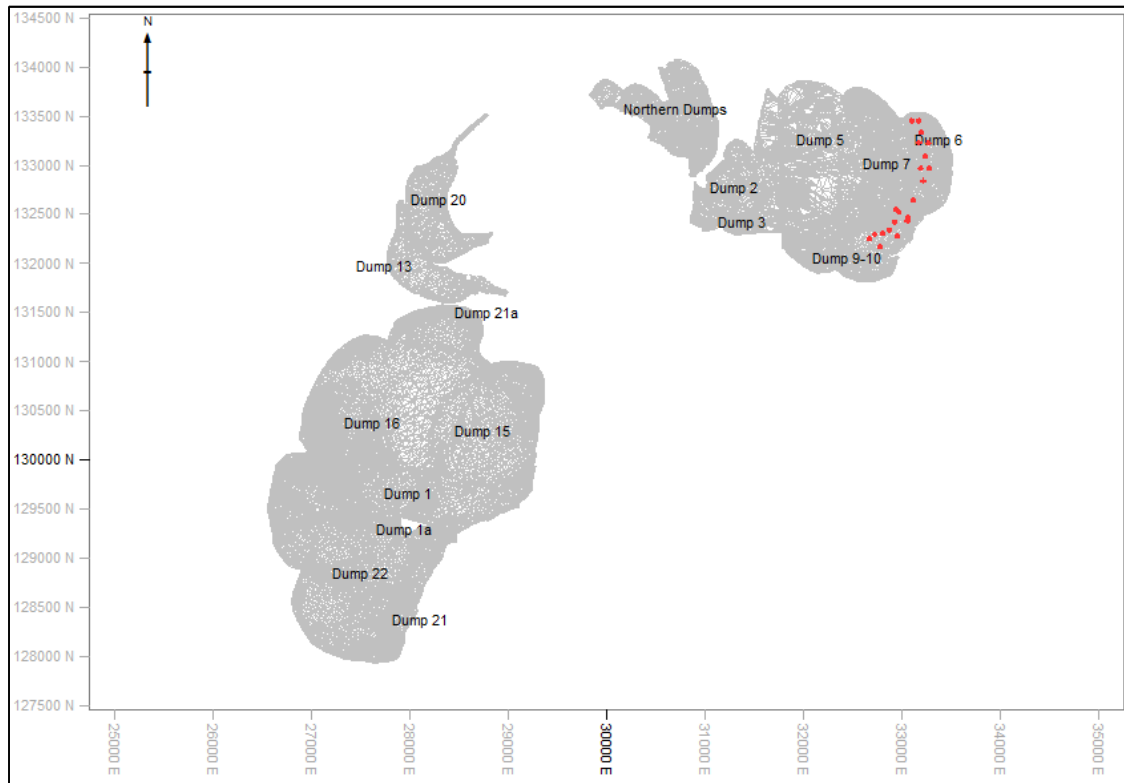 134500 N
N
134000 N
Northern Dumps
133500 N
Dump 5
Dump 6
133000 N
Dump 7
Dump 2
Dump 20
132500 N
Dump 3
132000 N
Dump 13
Dump 9-10
131500 N
Dump 21a
131000 N
130500 N
Dump 16
Dump 15
130000 N
Dump 1
129500 N
Dump 1a
129000 N
Dump 22
128500 N
Dump 21
128000 N
127500 N
25000 E
26000 E
27000 E
28000 E
29000 E
30000 E
31000 E
32000 E
33000 E
34000 E
35000 E